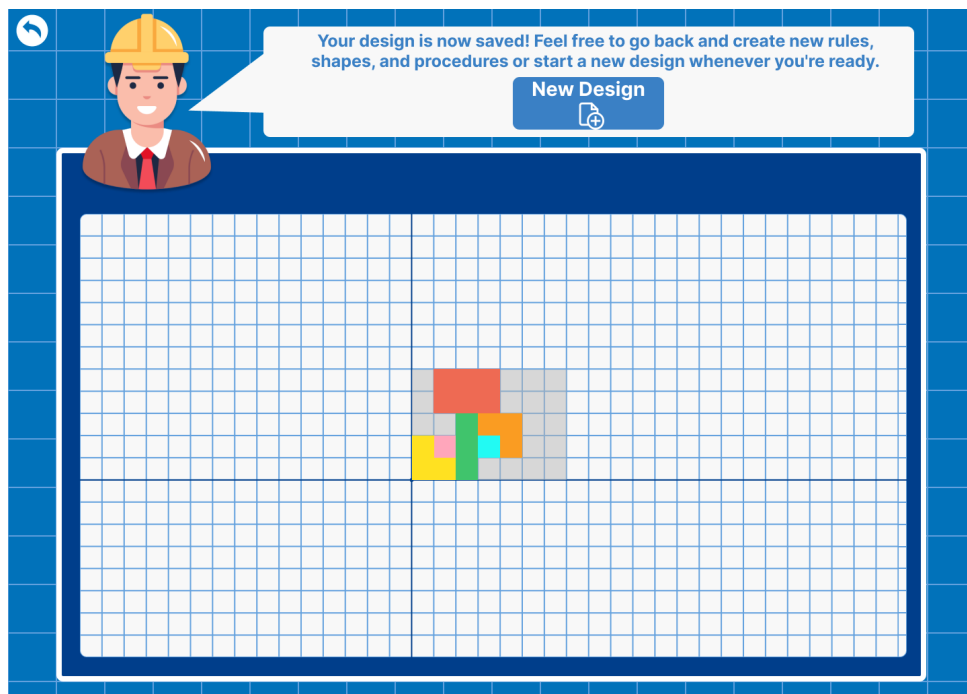 Your design is now saved! Feel free to go back and create new rules,
shapes, and procedures or start a new design whenever you're ready.
New Design